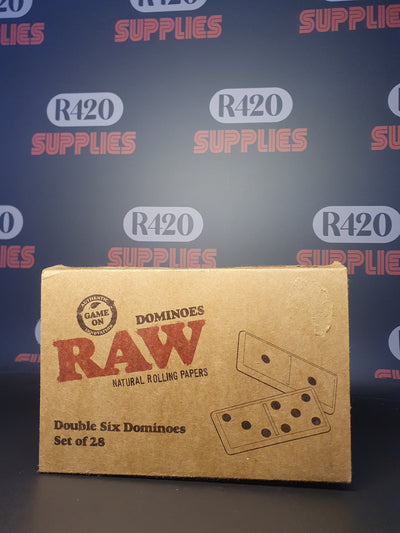 R420
SUPPLIES
R420
SUPPLIES
R420
SUPPLIES
R420
SUPPLIES
R420
SUPPLIES
R420
SUPPLIES
AUTHENTIC
GAME
ON
DOMINOES
RAW
NATURAL ROLLING PAPERS
Double Six Dominoes
Set of 28